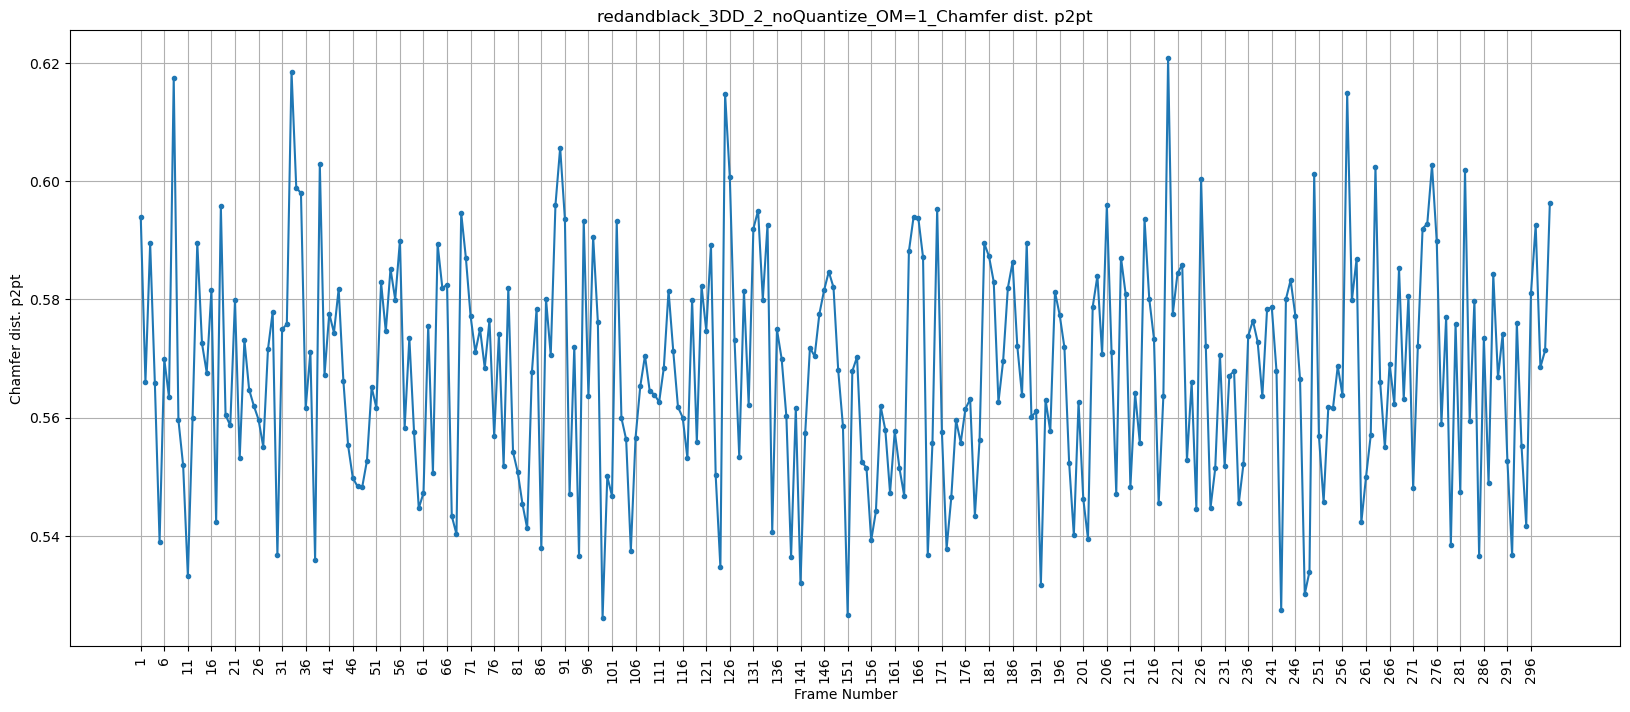 redandblack_3DD_2_noQuantize_OM=1_Chamfer dist. p2pt
Chamfer dist. p2pt
0.62
0.60
0.58
0.56
0.54
1 6 11 16 21 26 31 36 41 46 51 56 61 66 71 76 81 86 91 96 101 106 111 116 121 126 131 136 141 146 151 156 161 166 171 176 181 186 191 196 201 206 211 216 221 226 231 236 241 246 251 256 261 266 271 276 281 286 291 296
Frame Number